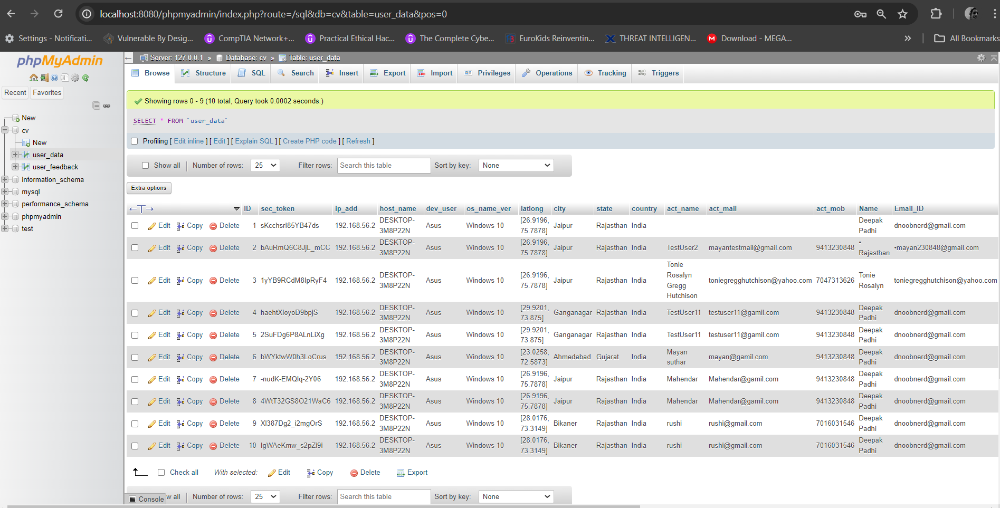 localhost:8080/phpmyadmin/index.php?route=/sql&db=cv&table=user_data&pos=0
Settings - Notificati... Vulnerable By Desig... CompTIA Network+... Practical Ethical Hac... The Complete Cybe... EuroKids Reinventin... THREAT INTELLIGEN... Download - MEGA... » All Bookmarks
phpMyAdmin
Recent Favorites
New
cv
New
user_data
user_feedback
information_schema
mysql
performance_schema
phpmyadmin
test
Server: 127.0.0.1 » Database: cv » Table: user_data
Browse Structure SQL Search Insert Export Import Privileges Operations Tracking Triggers
Showing rows 0 - 9 (10 total, Query took 0.0002 seconds.)
SELECT * FROM `user_data`
Profiling [ Edit inline ] [ Edit ] [ Explain SQL ] [ Create PHP code ] [ Refresh ]
Show all Number of rows: 25 Filter rows: Search this table Sort by key: None
Extra options
ID sec_token ip_add host_name dev_user os_name_ver latlong city state country act_name act_mail act_mob Name Email_ID
Edit Copy Delete 1 sKcchsrl85YB47ds 192.168.56.2 DESKTOP-3M8P22N Asus Windows 10 [26.9196, 75.7878] Jaipur Rajasthan India Deepak Padhi dnoobnerd@gmail.com
Edit Copy Delete 2 bAuRmQ6C8JjL_mCC 192.168.56.2 DESKTOP-3M8P22N Asus Windows 10 [26.9196, 75.7878] Jaipur Rajasthan India TestUser2 mayantestmail@gmail.com 9413230848 • Rajasthan •mayan230848@gmail.com
Edit Copy Delete 3 1yYB9RCdM8IpRyF4 192.168.56.2 DESKTOP-3M8P22N Asus Windows 10 [26.9196, 75.7878] Jaipur Rajasthan India Tonie Rosalyn Gregg Hutchison toniegregghutchison@yahoo.com 7047313626 Tonie Rosalyn toniegregghutchison@yahoo.com
Edit Copy Delete 4 haehtXloyoD9bpjS 192.168.56.2 DESKTOP-3M8P22N Asus Windows 10 [29.9201, 73.875] Ganganagar Rajasthan India TestUser11 testuser11@gamil.com 9413230848 Deepak Padhi dnoobnerd@gmail.com
Edit Copy Delete 5 2SuFDg6P8ALnLiXg 192.168.56.2 DESKTOP-3M8P22N Asus Windows 10 [29.9201, 73.875] Ganganagar Rajasthan India TestUser11 testuser11@gamil.com 9413230848 Deepak Padhi dnoobnerd@gmail.com
Edit Copy Delete 6 bWYktwW0h3LoCrus 192.168.56.2 DESKTOP-3M8P22N Asus Windows 10 [23.0258, 72.5873] Ahmedabad Gujarat India Mayan suthar mayan@gamil.com 9413230848 Deepak Padhi dnoobnerd@gmail.com
Edit Copy Delete 7 -nudK-EMQlq-2Y06 192.168.56.2 DESKTOP-3M8P22N Asus Windows 10 [26.9196, 75.7878] Jaipur Rajasthan India Mahendar Mahendar@gamil.com 9413230848 Deepak Padhi dnoobnerd@gmail.com
Edit Copy Delete 8 4WtT32GS8O21WaC6 192.168.56.2 DESKTOP-3M8P22N Asus Windows 10 [26.9196, 75.7878] Jaipur Rajasthan India Mahendar Mahendar@gamil.com 9413230848 Deepak Padhi dnoobnerd@gmail.com
Edit Copy Delete 9 Xl387Dg2_i2mgOrS 192.168.56.2 DESKTOP-3M8P22N Asus Windows 10 [28.0176, 73.3149] Bikaner Rajasthan India rushi rushi@gmail.com 7016031546 Deepak Padhi dnoobnerd@gmail.com
Edit Copy Delete 10 IgWAeKmw_s2pZi9i 192.168.56.2 DESKTOP-3M8P22N Asus Windows 10 [28.0176, 73.3149] Bikaner Rajasthan India rushi rushi@gmail.com 7016031546 Deepak Padhi dnoobnerd@gmail.com
Check all With selected: Edit Copy Delete Export
Console w all Number of rows: 25 Filter rows: Search this table Sort by key: None